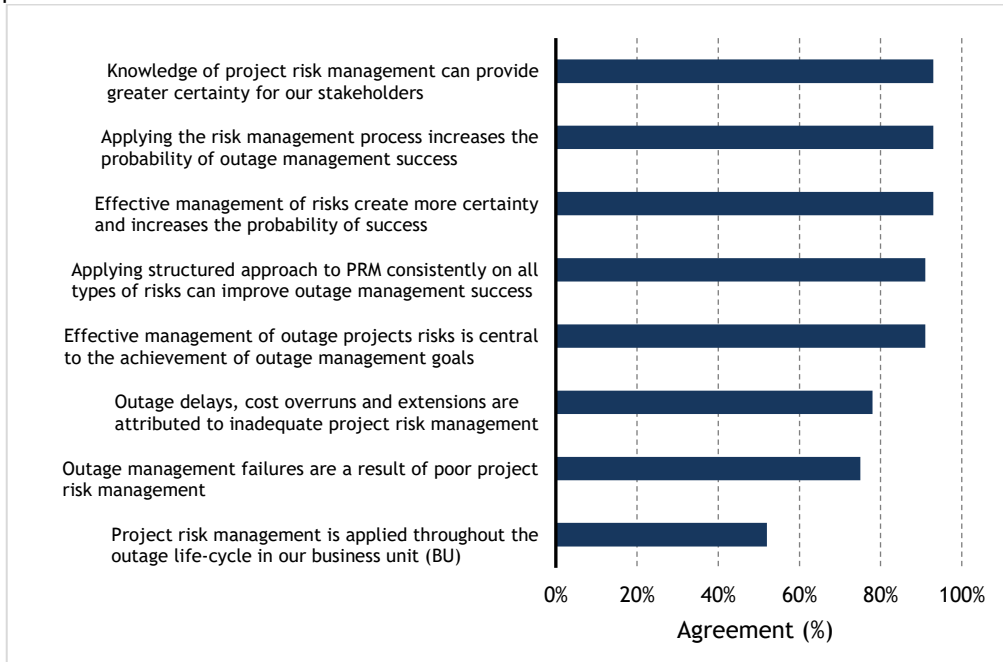 Knowledge of project risk management can provide
greater certainty for our stakeholders
Applying the risk management process increases the
probability of outage management success
Effective management of risks create more certainty
and increases the probability of success
Applying structured approach to PRM consistently on all
types of risks can improve outage management success
Effective management of outage projects risks is central
to the achievement of outage management goals
Outage delays, cost overruns and extensions are
attributed to inadequate project risk management
Outage management failures are a result of poor project
risk management
Project risk management is applied throughout the
outage life-cycle in our business unit (BU)
0% 20% 40% 60% 80% 100%
Agreement (%)